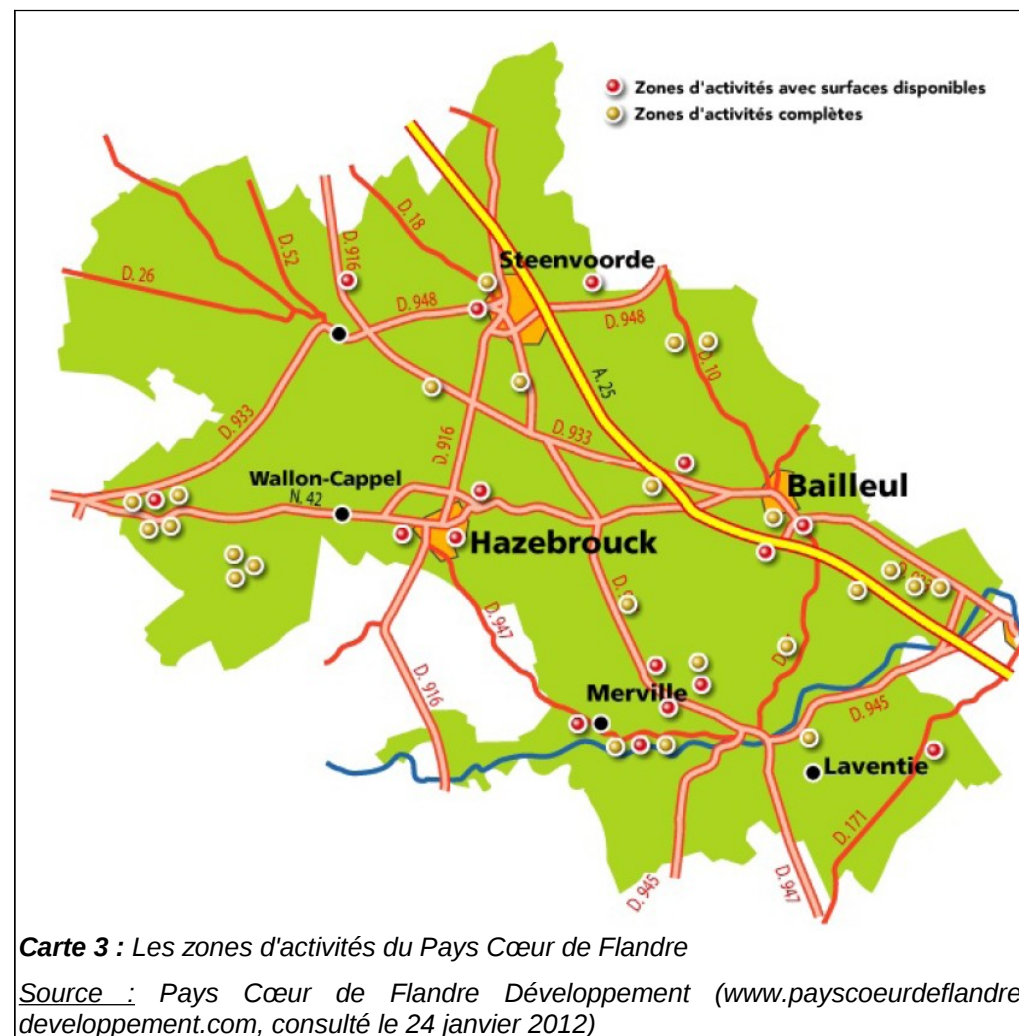 Zones d'activités avec surfaces disponibles
Zones d'activités complètes
D. 18
D. 52
D. 916
Steenvoorde
D. 26
D. 948
D. 948
D. 10
A. 25
D. 933
D. 916
D. 933
Wallon-Cappel
N. 42
Bailleul
Hazebrouck
D. 947
D. 916
Merville
D. 945
Laventie
D. 171
D. 945
D. 947
Carte 3 : Les zones d'activités du Pays Cœur de Flandre
Source : Pays Cœur de Flandre Développement (www.payscoeurdeflandre
developpement.com, consulté le 24 janvier 2012)